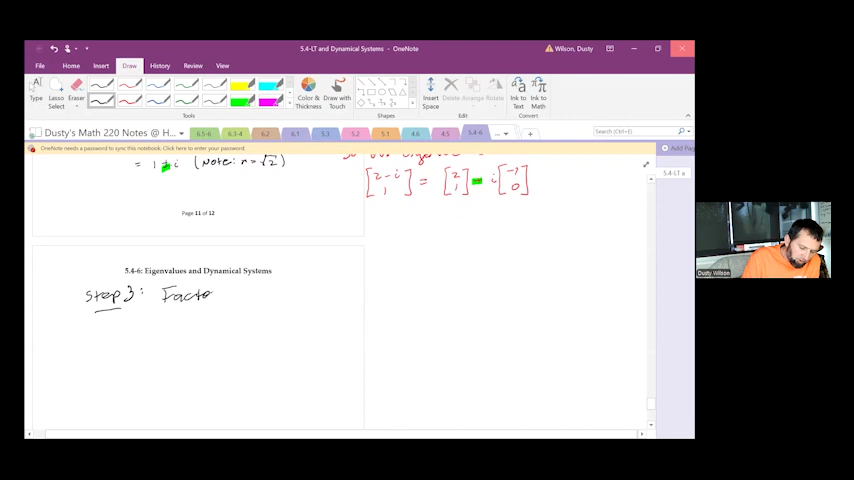 5.4-LT and Dynamical Systems - OneNote
Wilson, Dusty
File Home Insert Draw History Review View
Type
Lasso Select
Eraser
Color & Thickness
Draw with Touch
Insert Space
Delete
Arrange
Rotate
Ink to Text
Ink to Math
Tools
Shapes
Edit
Convert
Dusty's Math 220 Notes @ H...
6.5-6 6.3-4 6.2 6.1 5.3 5.2 5.1 5.4-6 ...
Search (Ctrl+E)
OneNote needs a password to sync this notebook. Click here to enter your password.
Add Pag
5.4-LT a
= 1 + i (Note: r = √2)
[2 - i
1] = [2
1] - i [-1
0]
Page 11 of 12
5.4-6: Eigenvalues and Dynamical Systems
Step 3: Facto
Dusty Wilson